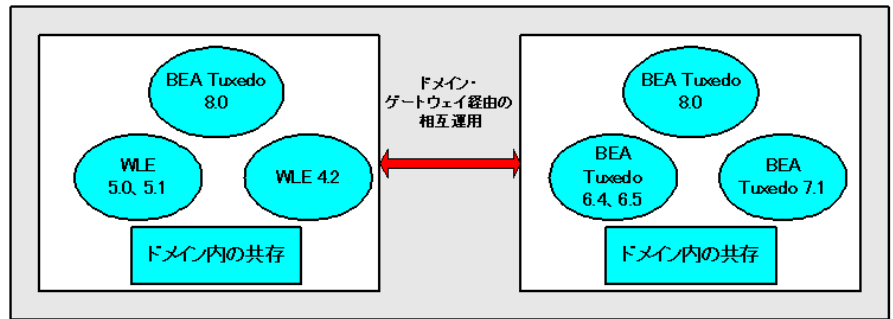 BEA Tuxedo
8.0
WLE
5.0、5.1
WLE 4.2
ドメイン内の共存
ドメイン・
ゲートウェイ経由の
相互運用
BEA Tuxedo
8.0
BEA
Tuxedo
6.4、6.5
BEA
Tuxedo 7.1
ドメイン内の共存